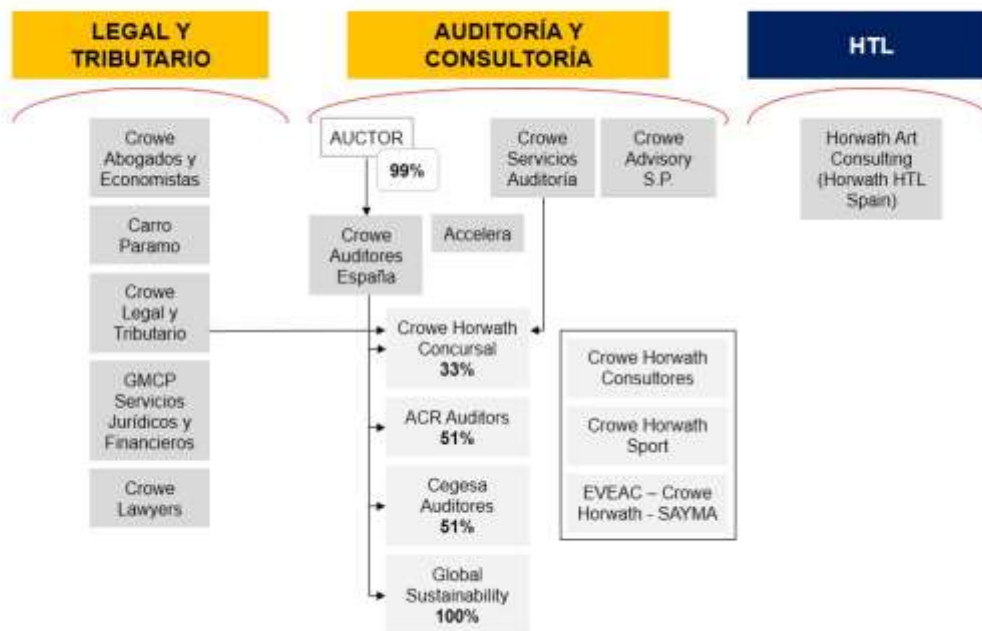 LEGAL Y
TRIBUTARIO
AUDITORÍA Y
CONSULTORÍA
HTL
Crowe
Abogados y
Economistas
Carro
Paramo
Crowe
Legal y
Tributario
GMCP
Servicios
Jurídicos y
Financieros
Crowe
Lawyers
AUCTOR
99%
Crowe
Auditores
España
Accelera
Crowe
Servicios
Auditoría
Crowe
Advisory
S.P.
Crowe Horwath
Concursal
33%
ACR Auditors
51%
Cegesa
Auditores
51%
Global
Sustainability
100%
Crowe Horwath
Consultores
Crowe Horwath
Sport
EVEAC – Crowe
Horwath - SAYMA
Horwath Art
Consulting
(Horwath HTL
Spain)